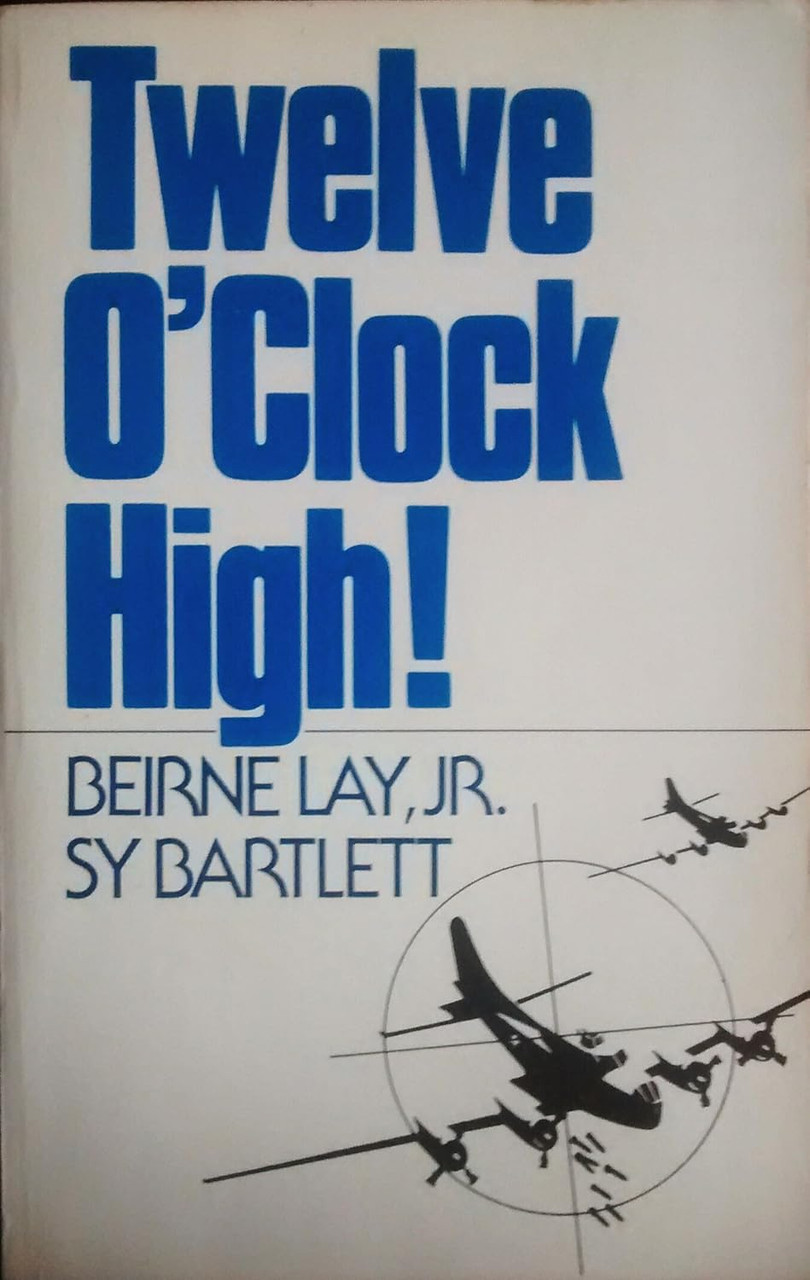 Twelve
O'Clock
High!
BEIRNE LAY, JR.
SY BARTLETT